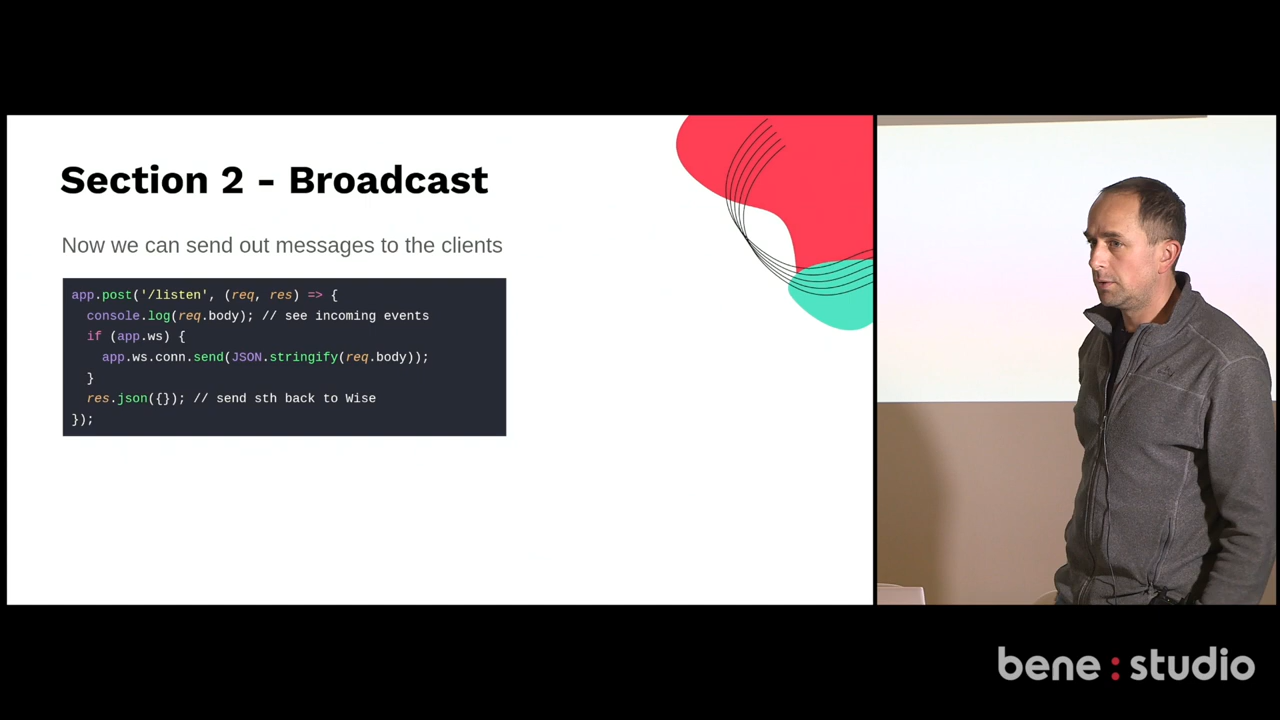 Section 2 - Broadcast
Now we can send out messages to the clients
app.post('/listen', (req, res) => {
  console.log(req.body); // see incoming events
  if (app.ws) {
    app.ws.conn.send(JSON.stringify(req.body));
  }
  res.json({}); // send sth back to Wise
});
bene:studio